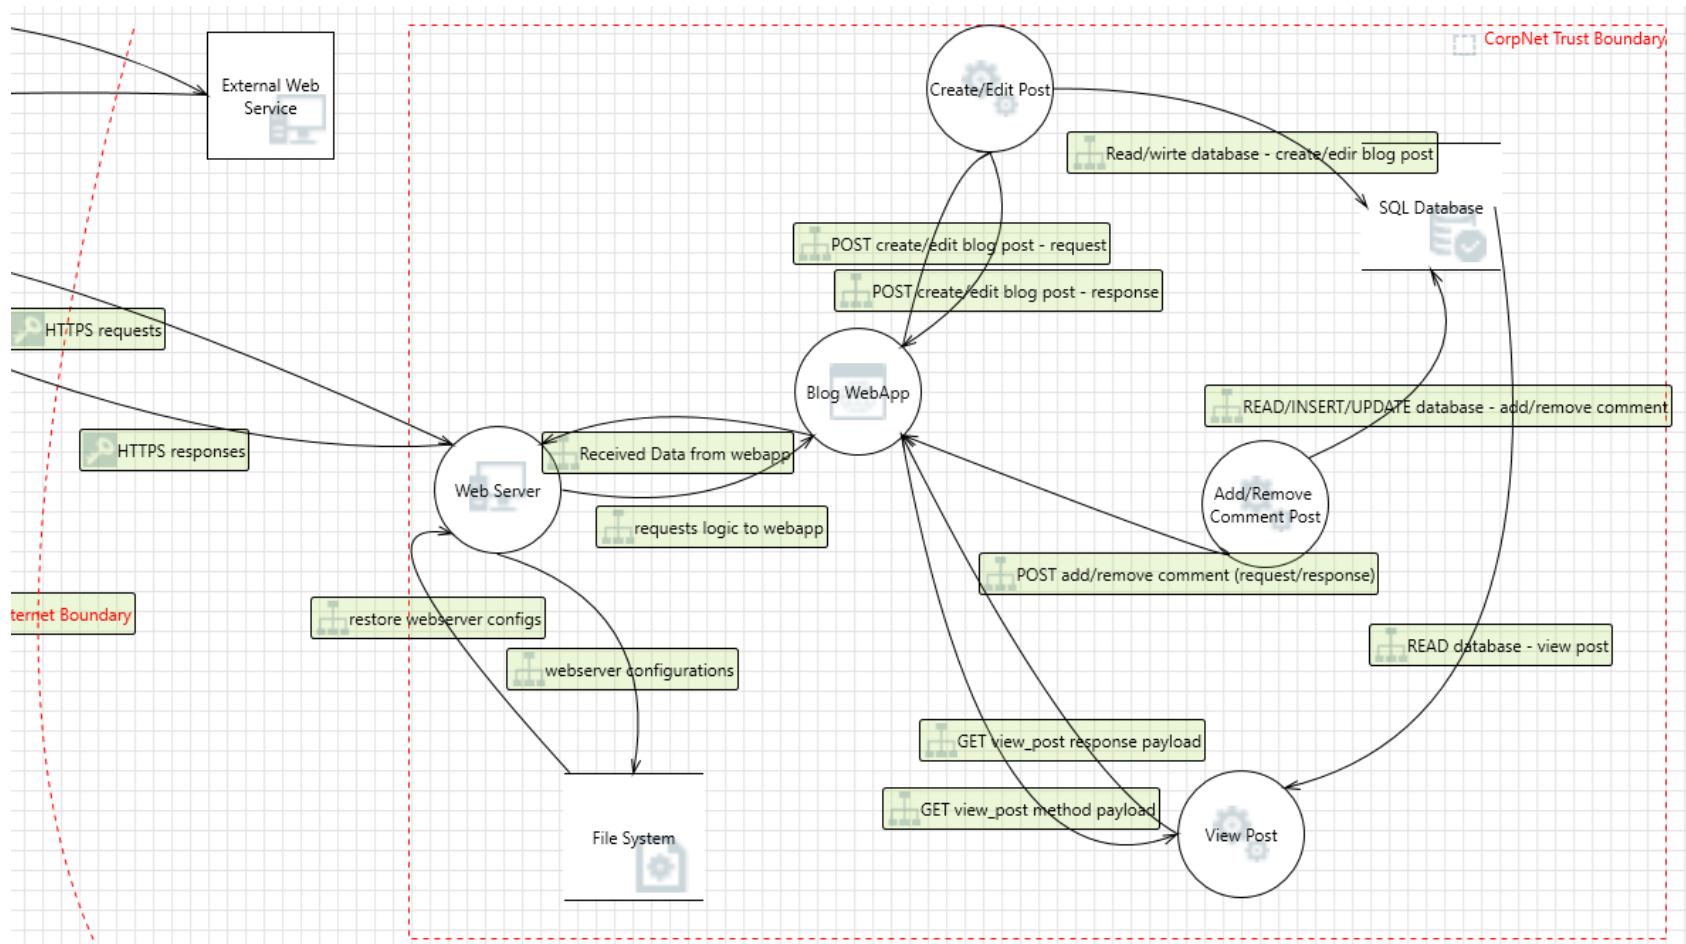 CorpNet Trust Boundary
External Web
Service
Create/Edit Post
Read/wirte database - create/edir blog post
SQL Database
POST create/edit blog post - request
POST create/edit blog post - response
HTTPS requests
Blog WebApp
READ/INSERT/UPDATE database - add/remove comment
HTTPS responses
Received Data from webapp
Web Server
Add/Remove
Comment Post
requests logic to webapp
POST add/remove comment (request/response)
ternet Boundary
restore webserver configs
READ database - view post
webserver configurations
GET view_post response payload
GET view_post method payload
File System
View Post